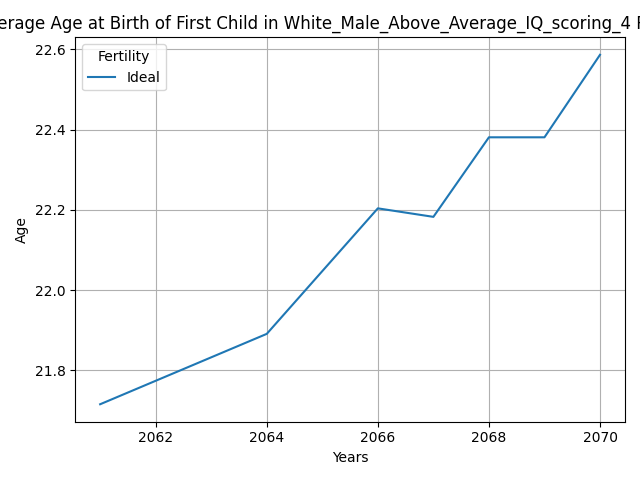 Average Age at Birth of First Child in White_Male_Above_Average_IQ_scoring_4
Fertility
Ideal
22.6
22.4
22.2
22.0
21.8
Age
2062 2064 2066 2068 2070
Years